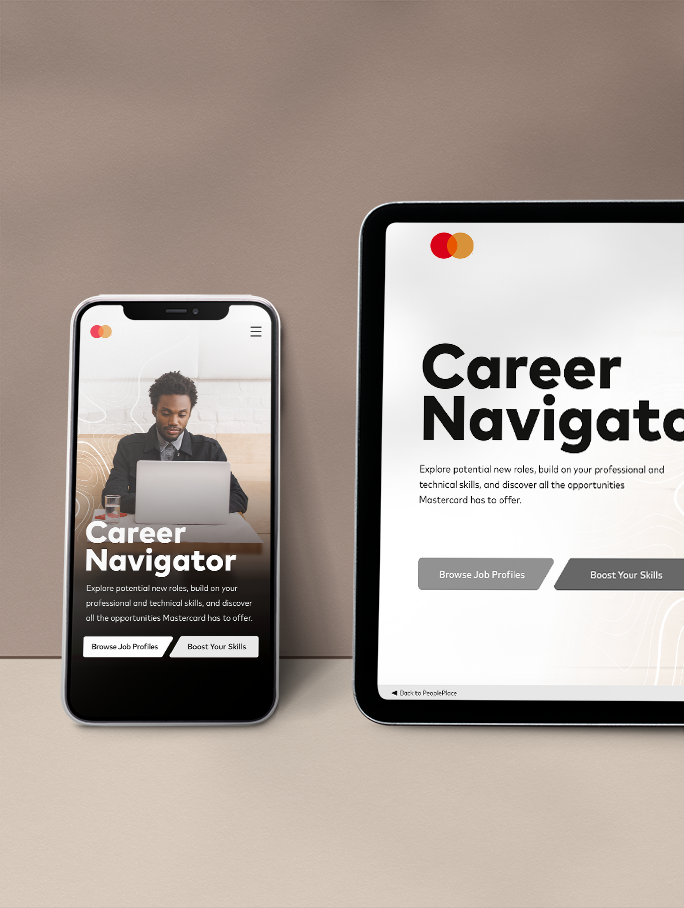 Career
Navigator
Explore potential new roles, build on your
professional and technical skills, and discover
all the opportunities Mastercard has to offer.
Browse Job Profiles
Boost Your Skills
Career
Navigato
Explore potential new roles, build on your professional and
technical skills, and discover all the opportunities
Mastercard has to offer.
Browse Job Profiles
Boost Your Skills
◀ Back to PeoplePlace